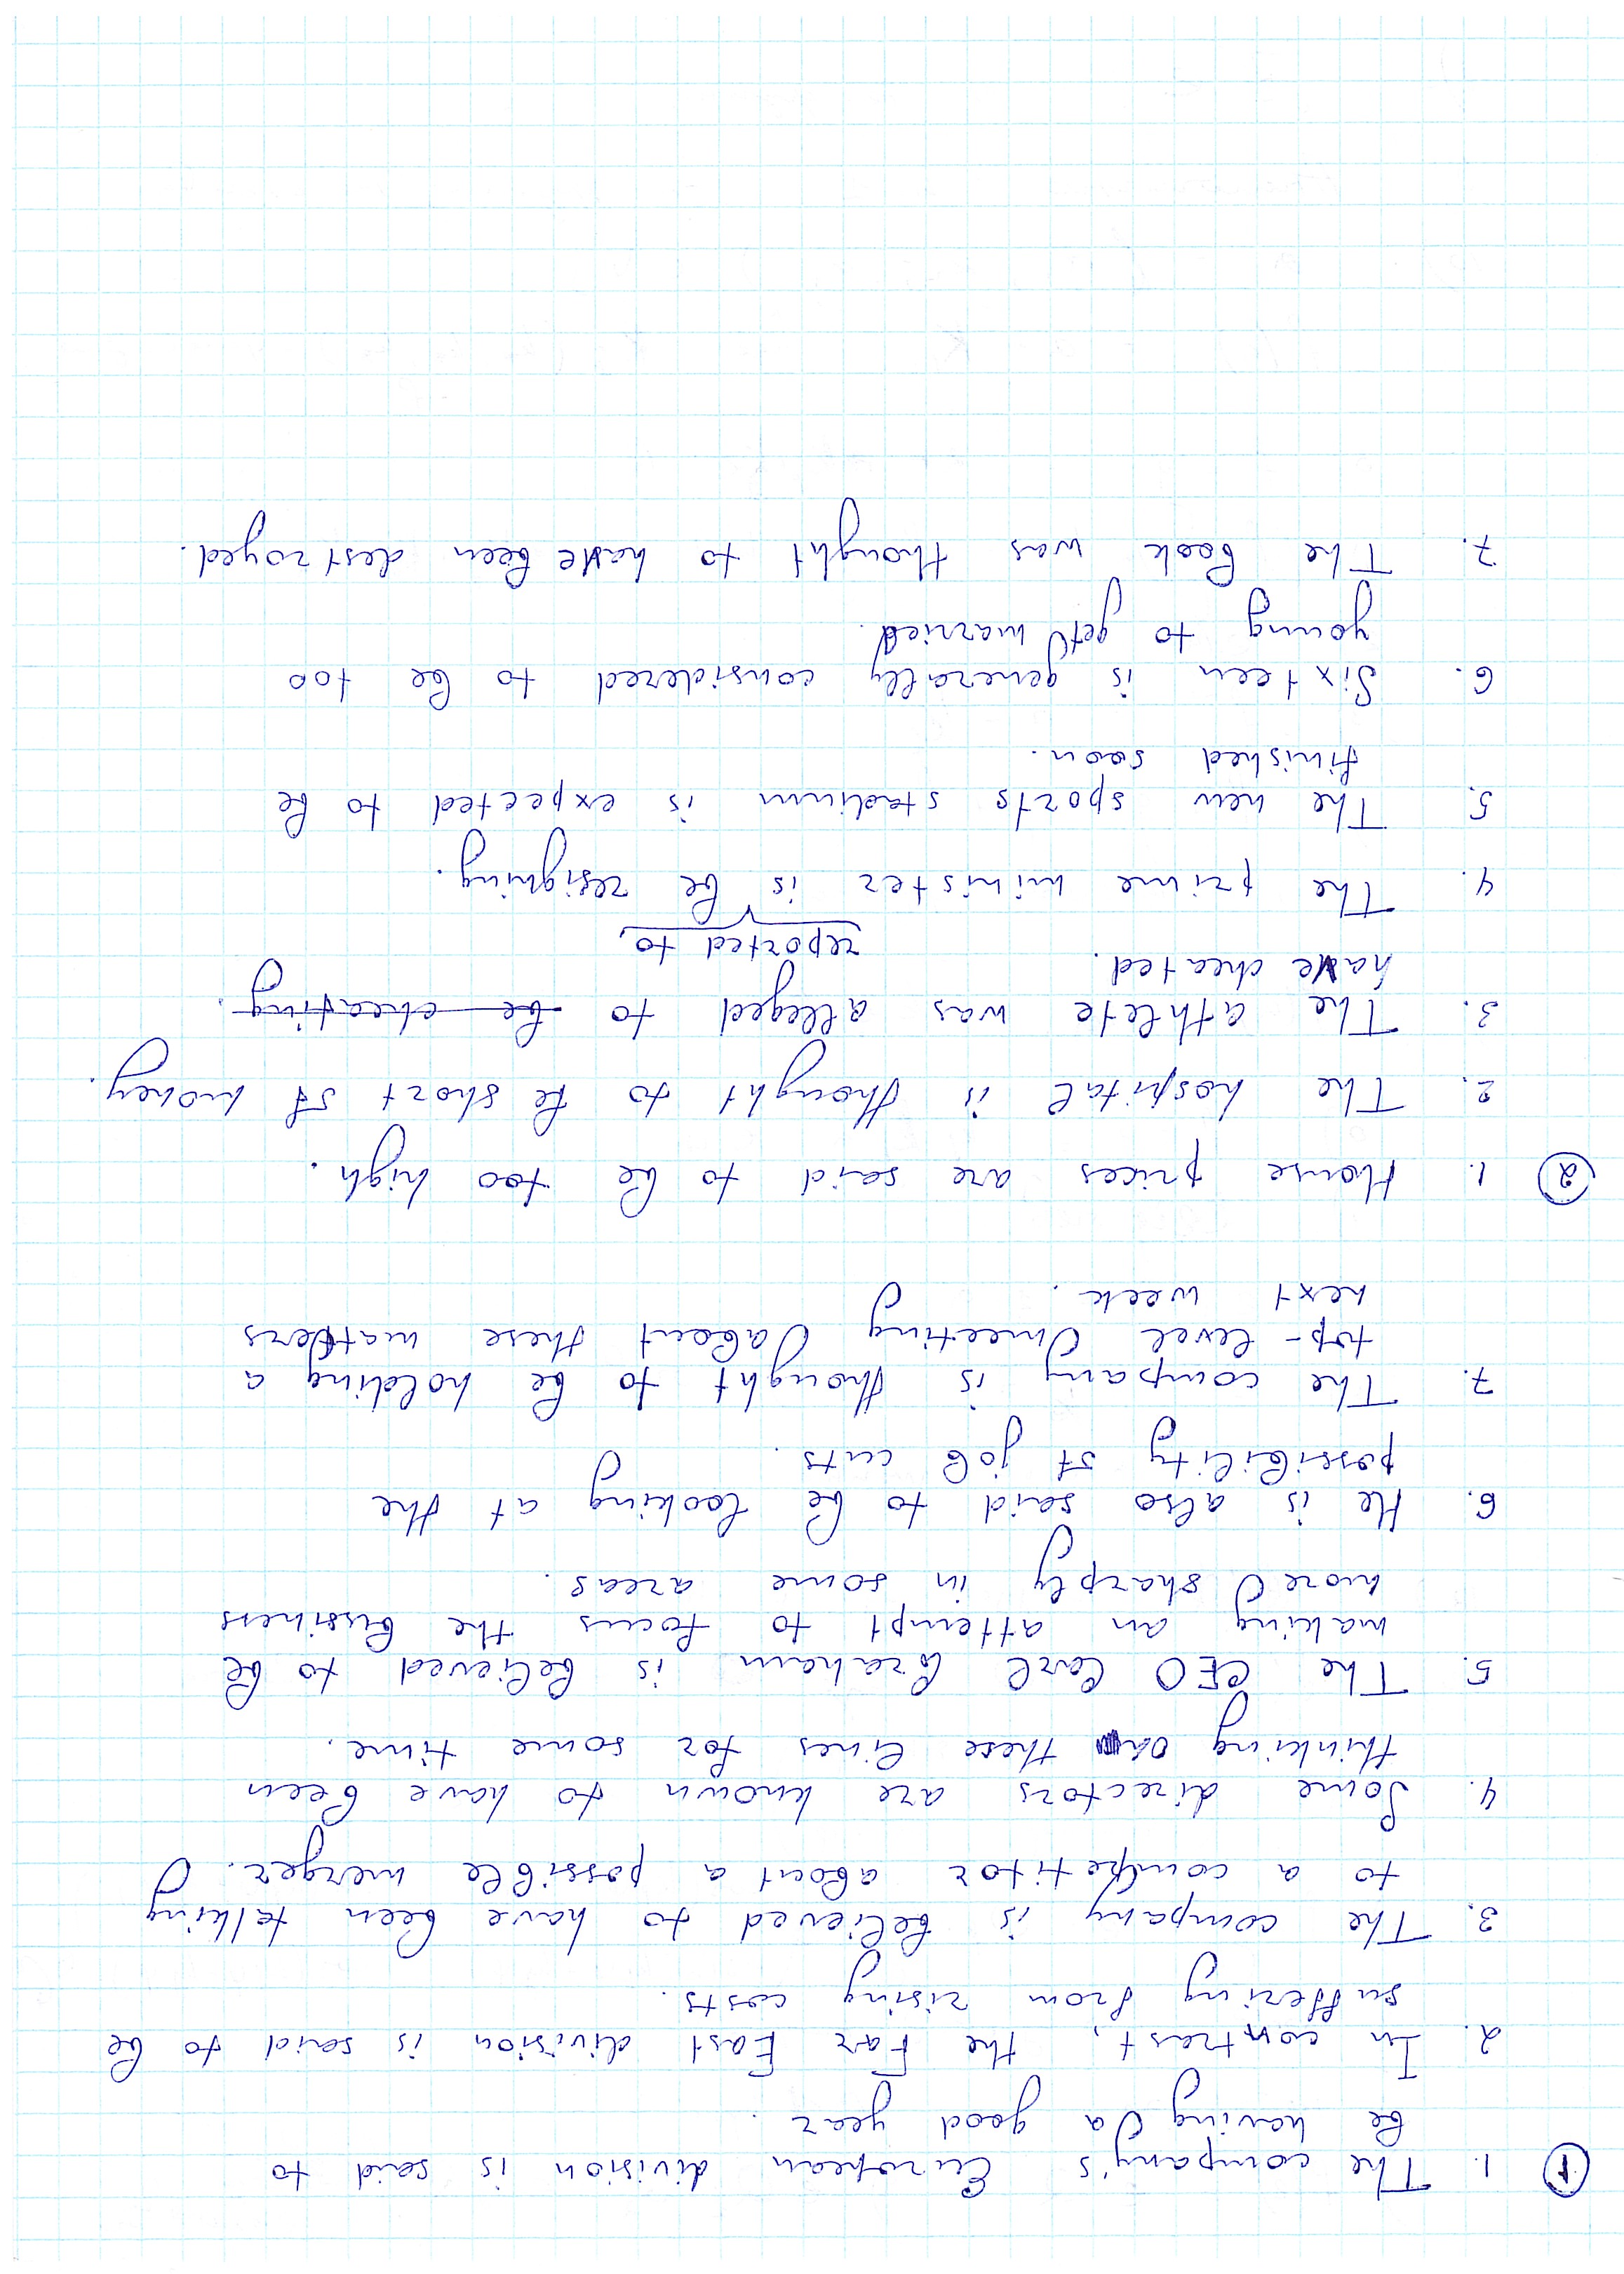 ① 1. The company's European division is said to
be having a good year.
2. In contrast, the Far East division is said to be
suffering from rising costs.
3. The company is believed to have been talking
to a competitor about a possible merger.
4. Some directors are known to have been
thinking on these lines for some time.
5. The CEO Carl Graham is believed to be
making an attempt to focus the bussiness
more sharply in some areas.
6. He is also said to be looking at the
possibility of job cuts.
7. The company is thought to be holding a
top-level meeting about these matters
next week.
② 1. House prices are said to be too high.
2. The hospital is thought to be short of money.
3. The athlete was alleged to be cheating.
have cheated.
reported to
4. The prime minister is be resigning.
5. The new sports stadium is expected to be
finished soon.
6. Sixteen is generally considered to be too
young to get married.
7. The book was thought to have been destroyed.